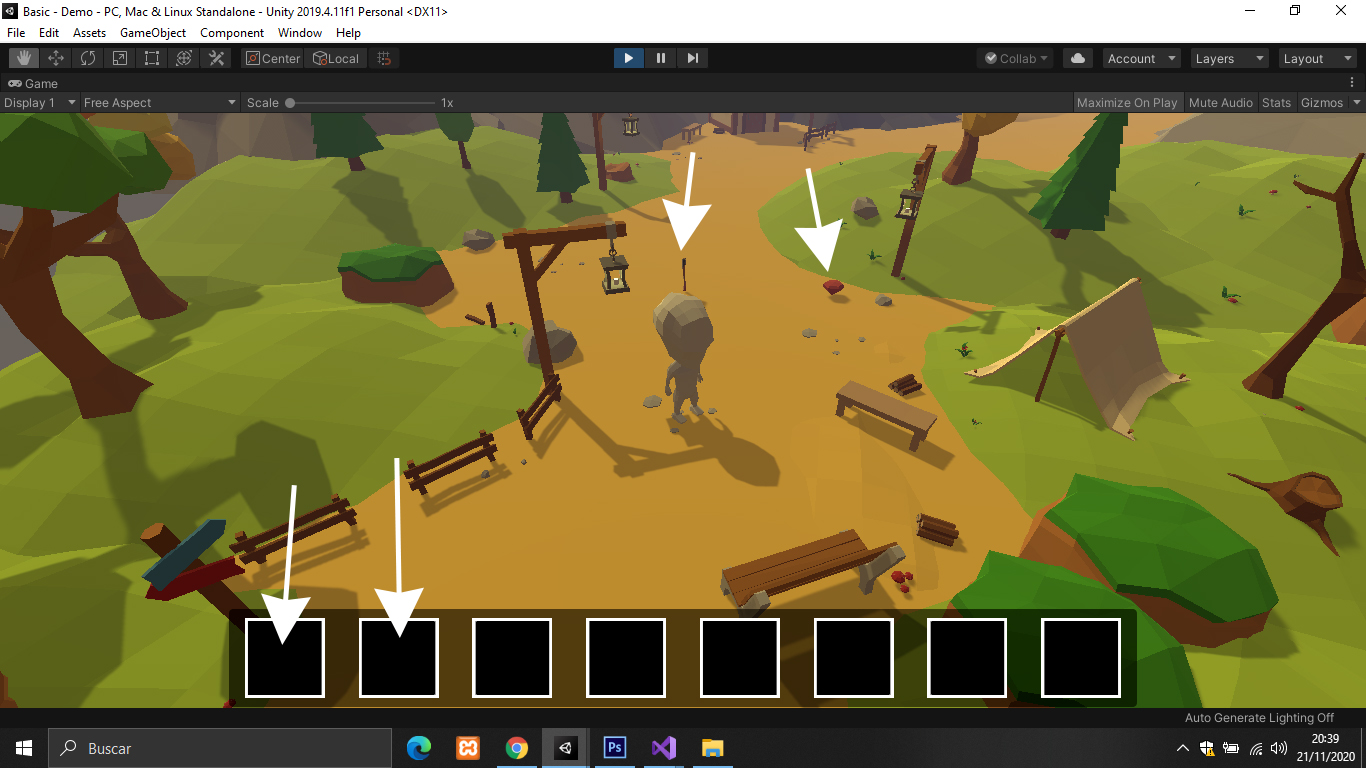 Basic - Demo - PC, Mac & Linux Standalone - Unity 2019.4.11f1 Personal <DX11>
File Edit Assets GameObject Component Window Help
Center Local Collab Account Layers Layout
Game
Display 1 Free Aspect Scale 1x Maximize On Play Mute Audio Stats Gizmos
Auto Generate Lighting Off
Buscar Ps 20:39
21/11/2020